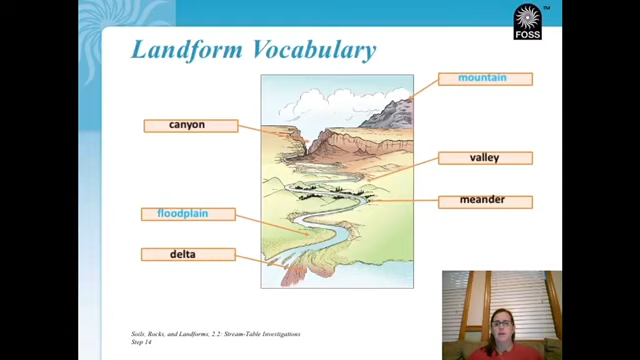 FOSS
TM
Landform Vocabulary
mountain
canyon
valley
meander
floodplain
delta
Soils, Rocks, and Landforms, 2.2: Stream-Table Investigations
Step 14